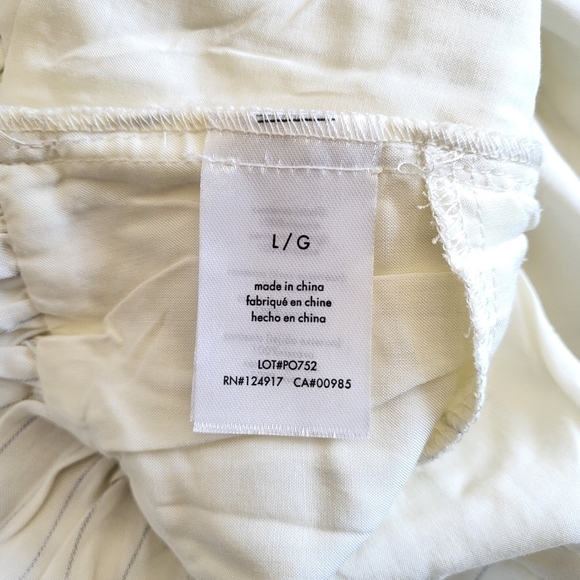 L / G
made in china
fabriqué en chine
hecho en china
LOT#PO752
RN#124917 CA#00985